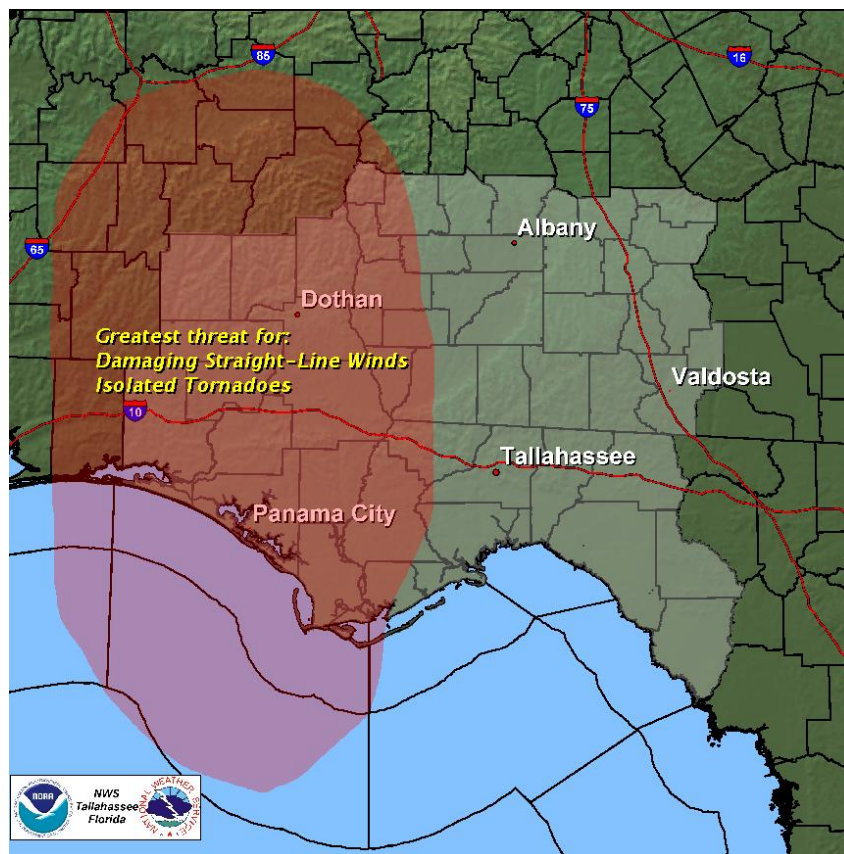 85
16
75
Albany
65
Dothan
Greatest threat for:
Damaging Straight-Line Winds
Isolated Tornadoes
Valdosta
10
Tallahassee
Panama City
NOAA
NWS
Tallahassee
Florida
NATIONAL WEATHER SERVICE